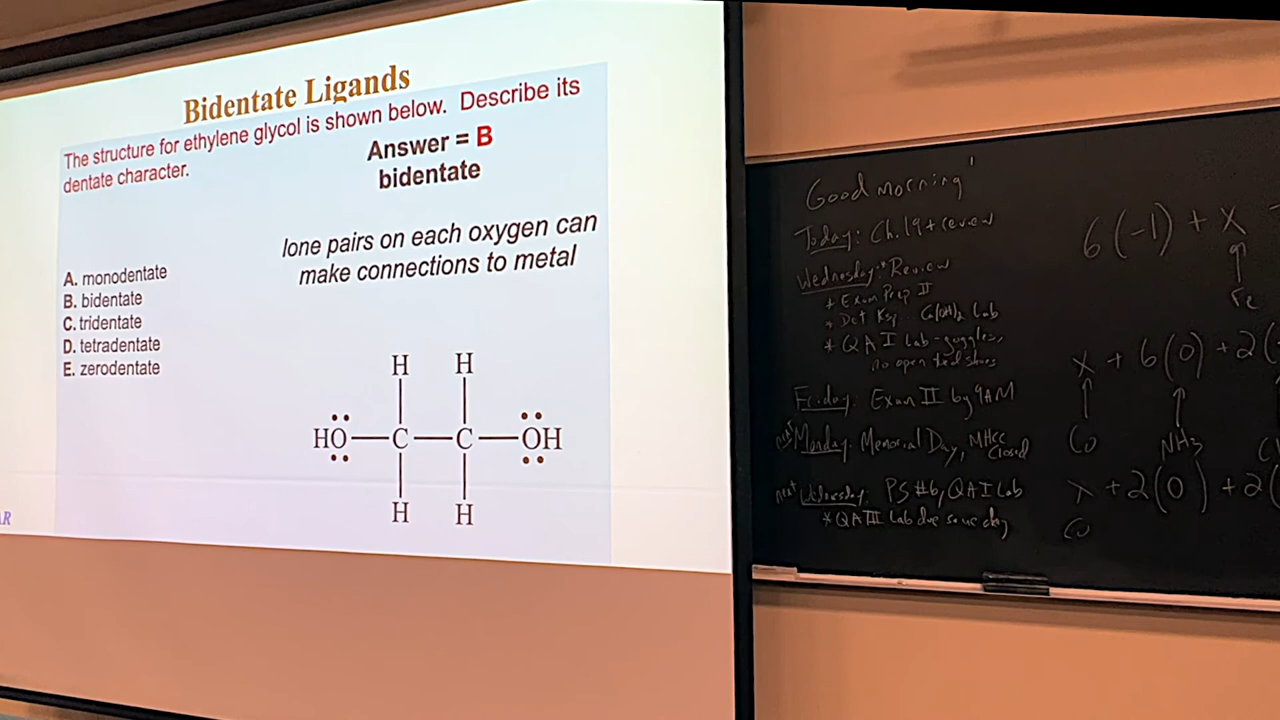 Bidentate Ligands
The structure for ethylene glycol is shown below. Describe its
dentate character.
Answer = B
bidentate
lone pairs on each oxygen can
make connections to metal
A. monodentate
B. bidentate
C. tridentate
D. tetradentate
E. zerodentate
H H
HO—C—C—OH
H H
AR
Good morning!
Today: Ch. 19 + review
Wednesday: * Review
* Exam Prep II
* Det Ksp Ca(OH)₂ Lab
* QA I Lab - goggles,
no open toed shoes
Friday: Exam II by 9AM
next Monday: Memorial Day, MHCC
Closed
next Wednesday: PS #6, QA I Lab
* QA III Lab due same day
6(-1) + x
Fe
x + 6(0) + 2(
Co NH₃ Cl
x + 2(0) + 2(
Co